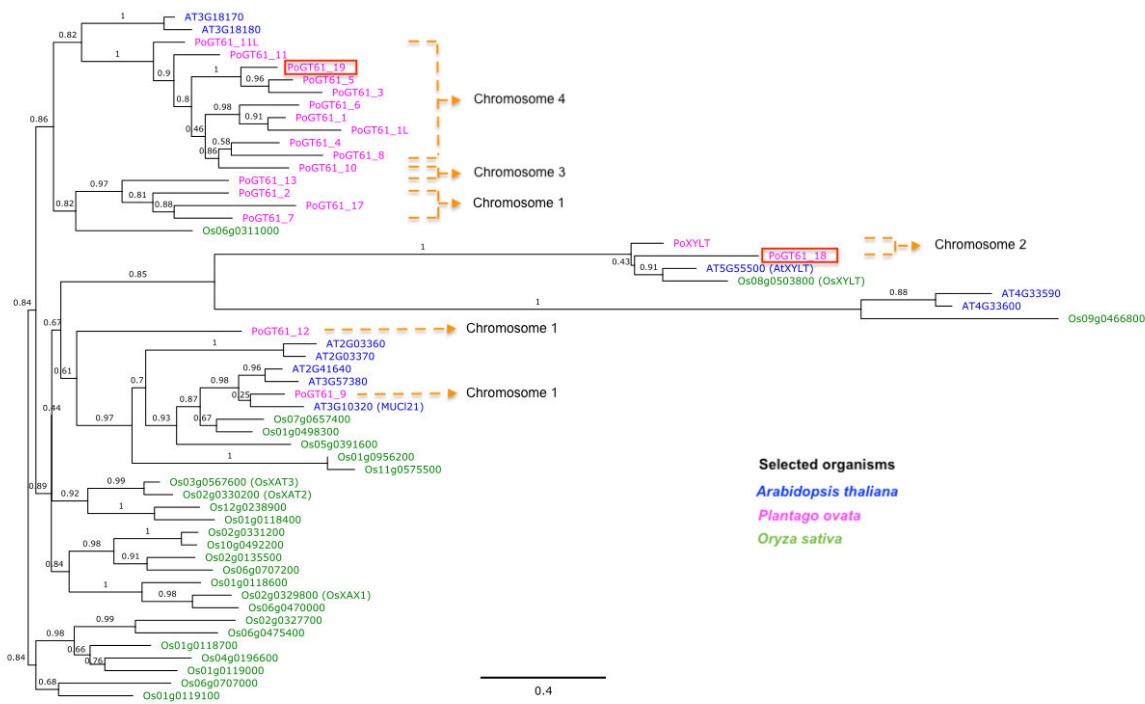 1
AT3G18170
0.82
AT3G18180
PoGT61_11L
1
PoGT61_11
0.9
1
PoGT61_19
0.96
PoGT61_5
0.8
PoGT61_3
Chromosome 4
0.98
PoGT61_6
0.91
PoGT61_1
0.86
0.46
PoGT61_1L
0.58
PoGT61_4
0.86
PoGT61_8
PoGT61_10
Chromosome 3
0.97
PoGT61_13
0.81
PoGT61_2
0.82
0.88
PoGT61_17
Chromosome 1
PoGT61_7
Os06g0311000
1
PoXYLT
Chromosome 2
0.43
PoGT61_18
0.91
AT5G55500 (AtXYLT)
0.85
Os08g0503800 (OsXYLT)
0.88
AT4G33590
1
AT4G33600
0.84
Os09g0466800
0.67
PoGT61_12
Chromosome 1
1
AT2G03360
AT2G03370
0.61
0.7
0.96
AT2G41640
0.98
AT3G57380
0.25
PoGT61_9
Chromosome 1
0.87
AT3G10320 (MUCI21)
0.44
0.97
0.93
0.67
Os07g0657400
Os01g0498300
Os05g0391600
1
Os01g0956200
Os11g0575500
0.99
Os03g0567600 (OsXAT3)
0.89
0.92
Os02g0330200 (OsXAT2)
1
Os12g0238900
Os01g0118400
1
Os02g0331200
0.98
Os10g0492200
0.91
Os02g0135500
0.84
Os06g0707200
1
Os01g0118600
0.98
Os02g0329800 (OsXAX1)
Os06g0470000
0.99
Os02g0327700
0.98
Os06g0475400
0.66
Os01g0118700
0.84
0.76
Os04g0196600
Os01g0119000
0.68
Os06g0707000
Os01g0119100
0.4
Selected organisms
Arabidopsis thaliana
Plantago ovata
Oryza sativa